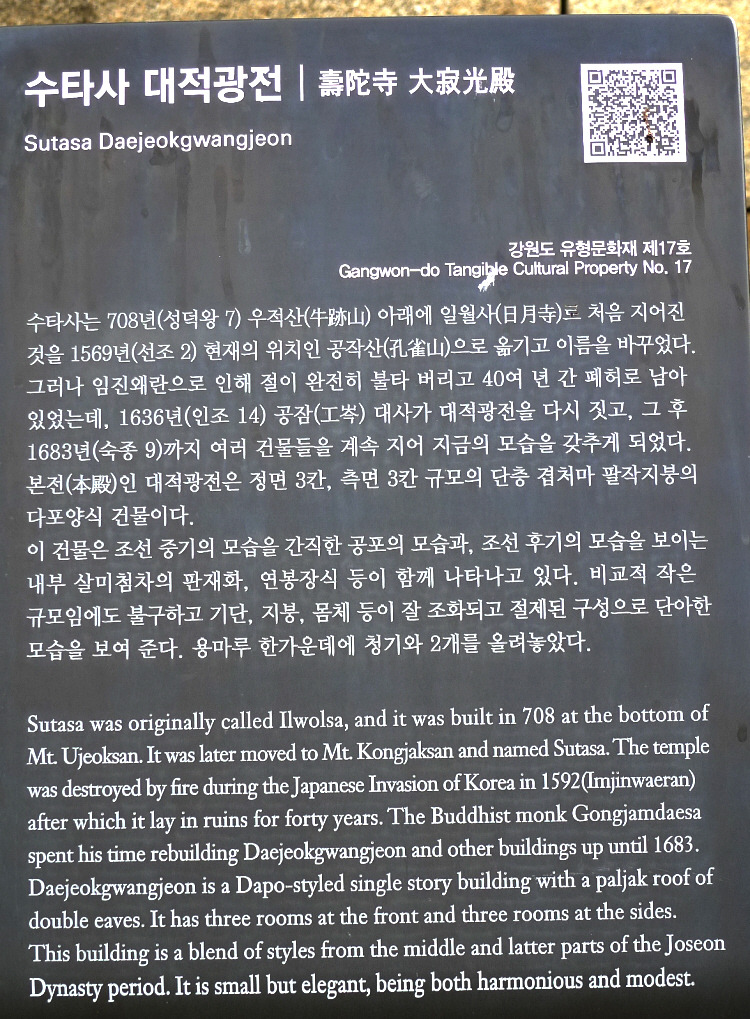 수타사 대적광전 | 壽陀寺 大寂光殿
Sutasa Daejeokgwangjeon
강원도 유형문화재 제17호
Gangwon-do Tangible Cultural Property No. 17
수타사는 708년(성덕왕 7) 우적산(牛跡山) 아래에 일월사(日月寺)로 처음 지어진
것을 1569년(선조 2) 현재의 위치인 공작산(孔雀山)으로 옮기고 이름을 바꾸었다.
그러나 임진왜란으로 인해 절이 완전히 불타 버리고 40여 년 간 폐허로 남아
있었는데, 1636년(인조 14) 공잠(工岑) 대사가 대적광전을 다시 짓고, 그 후
1683년(숙종 9)까지 여러 건물들을 계속 지어 지금의 모습을 갖추게 되었다.
본전(本殿)인 대적광전은 정면 3칸, 측면 3칸 규모의 단층 겹처마 팔작지붕의
다포양식 건물이다.
이 건물은 조선 중기의 모습을 간직한 공포의 모습과, 조선 후기의 모습을 보이는
내부 살미첨차의 판재화, 연봉장식 등이 함께 나타나고 있다. 비교적 작은
규모임에도 불구하고 기단, 지붕, 몸체 등이 잘 조화되고 절제된 구성으로 단아한
모습을 보여 준다. 용마루 한가운데에 청기와 2개를 올려놓았다.
Sutasa was originally called Ilwolsa, and it was built in 708 at the bottom of
Mt. Ujeoksan. It was later moved to Mt. Kongjaksan and named Sutasa. The temple
was destroyed by fire during the Japanese Invasion of Korea in 1592(Imjinwaeran)
after which it lay in ruins for forty years. The Buddhist monk Gongjamdaesa
spent his time rebuilding Daejeokgwangjeon and other buildings up until 1683.
Daejeokgwangjeon is a Dapo-styled single story building with a paljak roof of
double eaves. It has three rooms at the front and three rooms at the sides.
This building is a blend of styles from the middle and latter parts of the Joseon
Dynasty period. It is small but elegant, being both harmonious and modest.